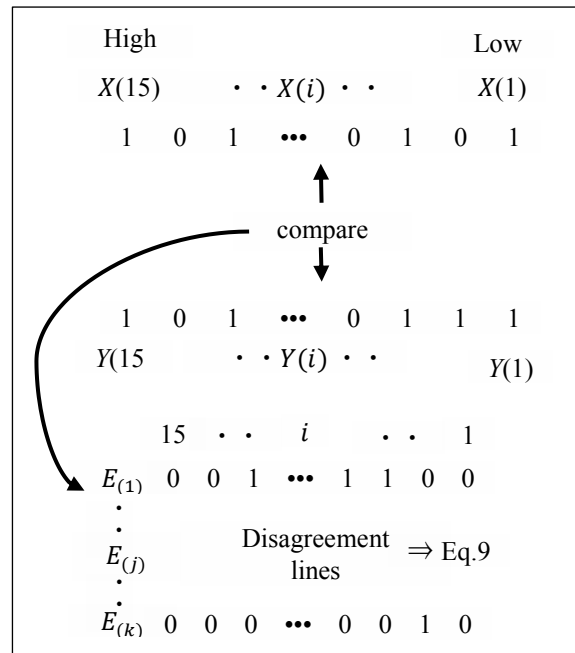 High Low
X(15) · · X(i) · · X(1)
1 0 1 ••• 0 1 0 1
compare
1 0 1 ••• 0 1 1 1
Y(15 · · Y(i) · · Y(1)
15 · · i · · 1
E(1) 0 0 1 ••• 1 1 0 0
E(j) Disagreement ⇒ Eq.9
lines
E(k) 0 0 0 ••• 0 0 1 0